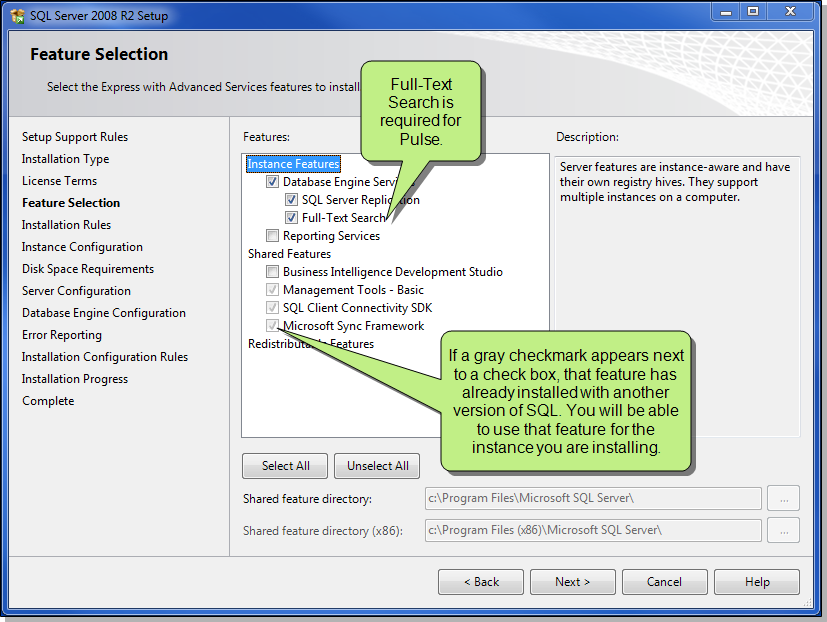 SQL Server 2008 R2 Setup
Feature Selection
Select the Express with Advanced Services features to install
Full-Text
Search is
required for
Pulse.
Setup Support Rules
Installation Type
License Terms
Feature Selection
Installation Rules
Instance Configuration
Disk Space Requirements
Server Configuration
Database Engine Configuration
Error Reporting
Installation Configuration Rules
Installation Progress
Complete
Features:
Instance Features
Database Engine Servic
SQL Server Replication
Full-Text Search
Reporting Services
Shared Features
Business Intelligence Development Studio
Management Tools - Basic
SQL Client Connectivity SDK
Microsoft Sync Framework
Redistributable Features
Description:
Server features are instance-aware and have
their own registry hives. They support
multiple instances on a computer.
If a gray checkmark appears next
to a check box, that feature has
already installed with another
version of SQL. You will be able
to use that feature for the
instance you are installing.
Select All
Unselect All
Shared feature directory:
c:\Program Files\Microsoft SQL Server\
...
Shared feature directory (x86):
c:\Program Files (x86)\Microsoft SQL Server\
...
< Back
Next >
Cancel
Help